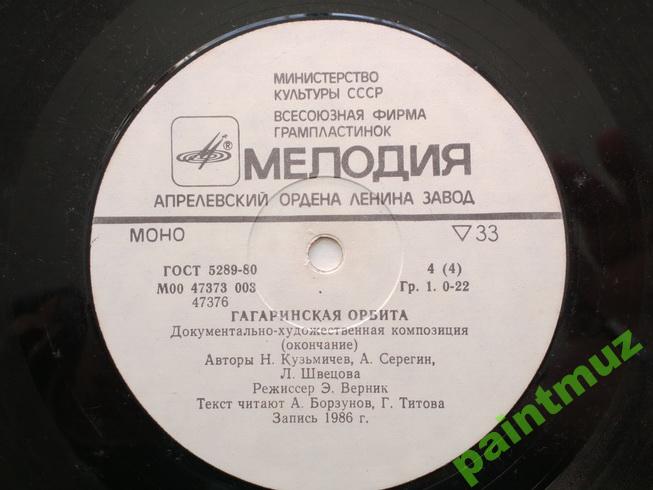 МИНИСТЕРСТВО
КУЛЬТУРЫ СССР
ВСЕСОЮЗНАЯ ФИРМА
ГРАМПЛАСТИНОК
®
МЕЛОДИЯ
АПРЕЛЕВСКИЙ ОРДЕНА ЛЕНИНА ЗАВОД
МОНО ▽33
ГОСТ 5289-80 4 (4)
М00 47373 003 Гр. 1. 0-22
47376
ГАГАРИНСКАЯ ОРБИТА
Документально-художественная композиция
(окончание)
Авторы Н. Кузьмичев, А. Серегин,
Л. Швецова
Режиссер Э. Верник
Текст читают А. Борзунов, Г. Титова
Запись 1986 г.
paintmuz